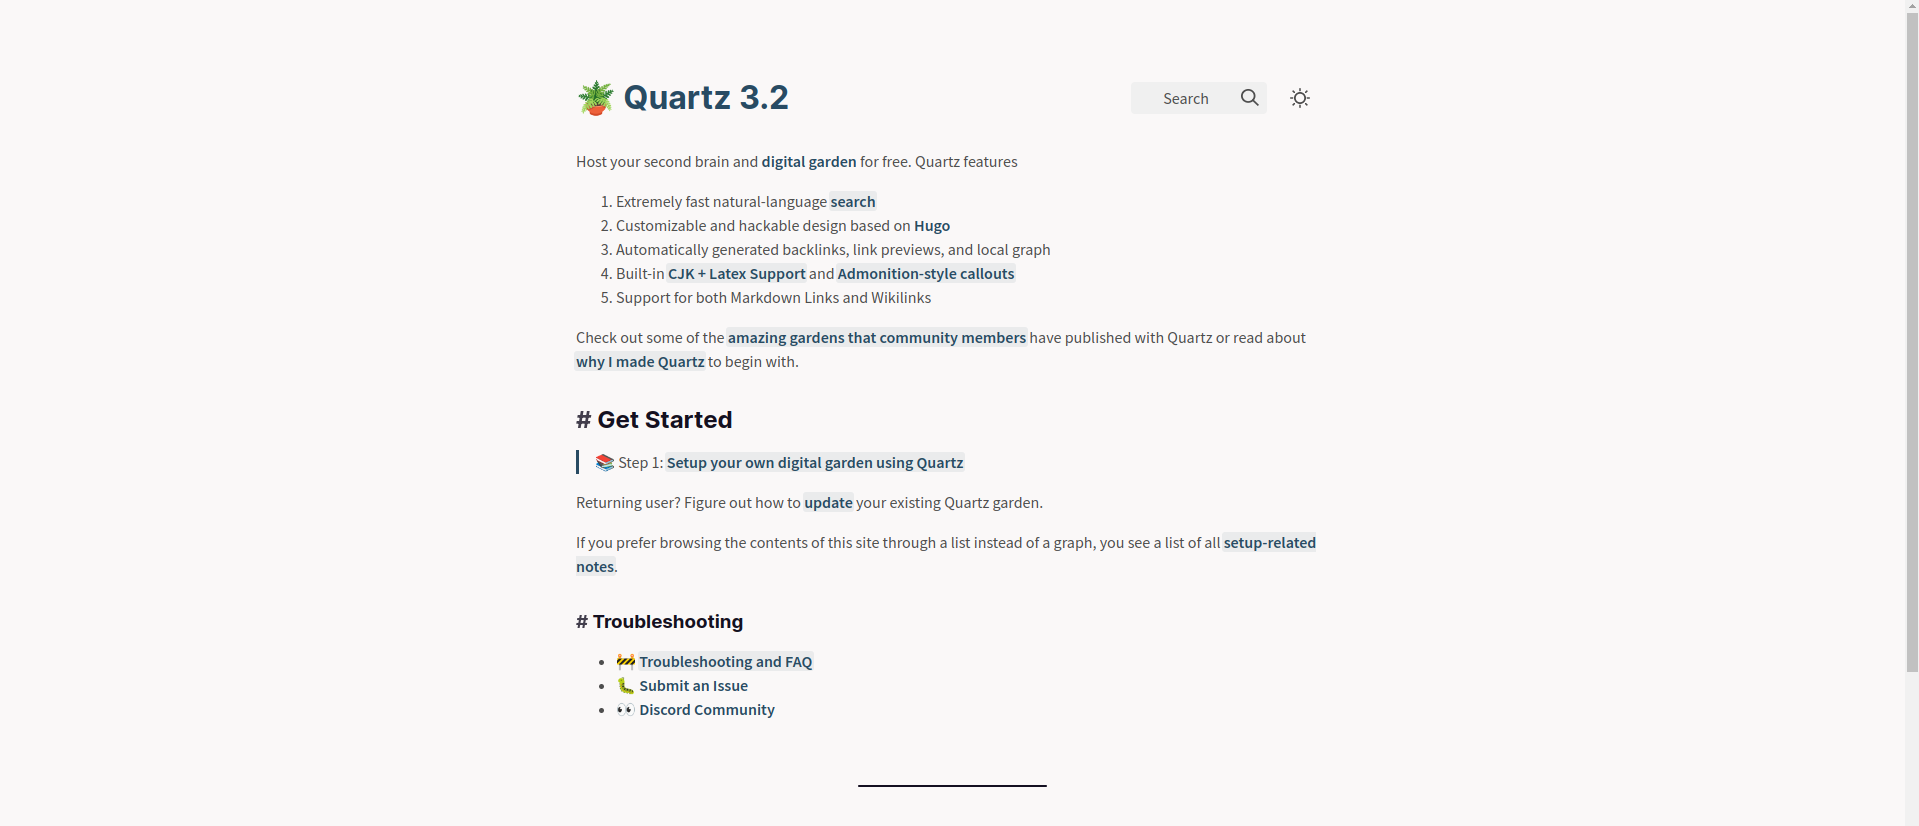 🪴 Quartz 3.2
Search
Host your second brain and digital garden for free. Quartz features
1. Extremely fast natural-language search
2. Customizable and hackable design based on Hugo
3. Automatically generated backlinks, link previews, and local graph
4. Built-in CJK + Latex Support and Admonition-style callouts
5. Support for both Markdown Links and Wikilinks
Check out some of the amazing gardens that community members have published with Quartz or read about
why I made Quartz to begin with.
# Get Started
📚 Step 1: Setup your own digital garden using Quartz
Returning user? Figure out how to update your existing Quartz garden.
If you prefer browsing the contents of this site through a list instead of a graph, you see a list of all setup-related
notes.
# Troubleshooting
• 🚧 Troubleshooting and FAQ
• 🐛 Submit an Issue
• 👀 Discord Community